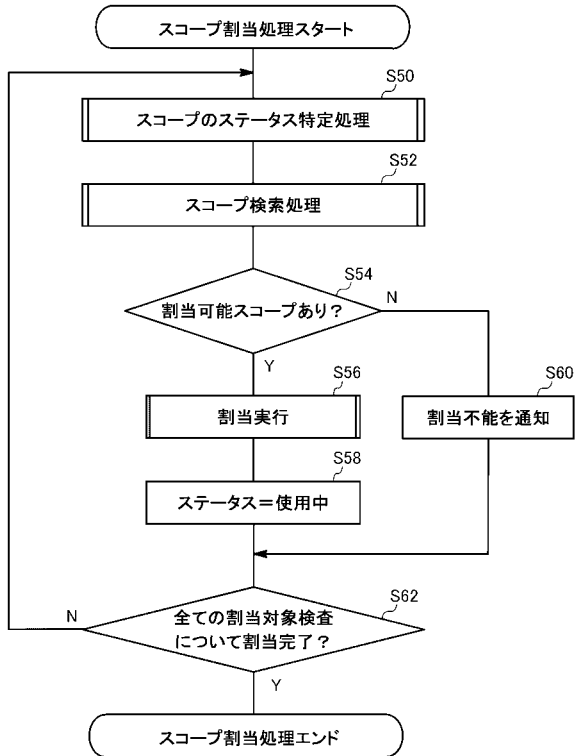 スコープ割当処理スタート
S50
スコープのステータス特定処理
S52
スコープ検索処理
S54
割当可能スコープあり?
N
Y
S56
割当実行
S60
割当不能を通知
S58
ステータス=使用中
S62
全ての割当対象検査
について割当完了?
N
Y
スコープ割当処理エンド